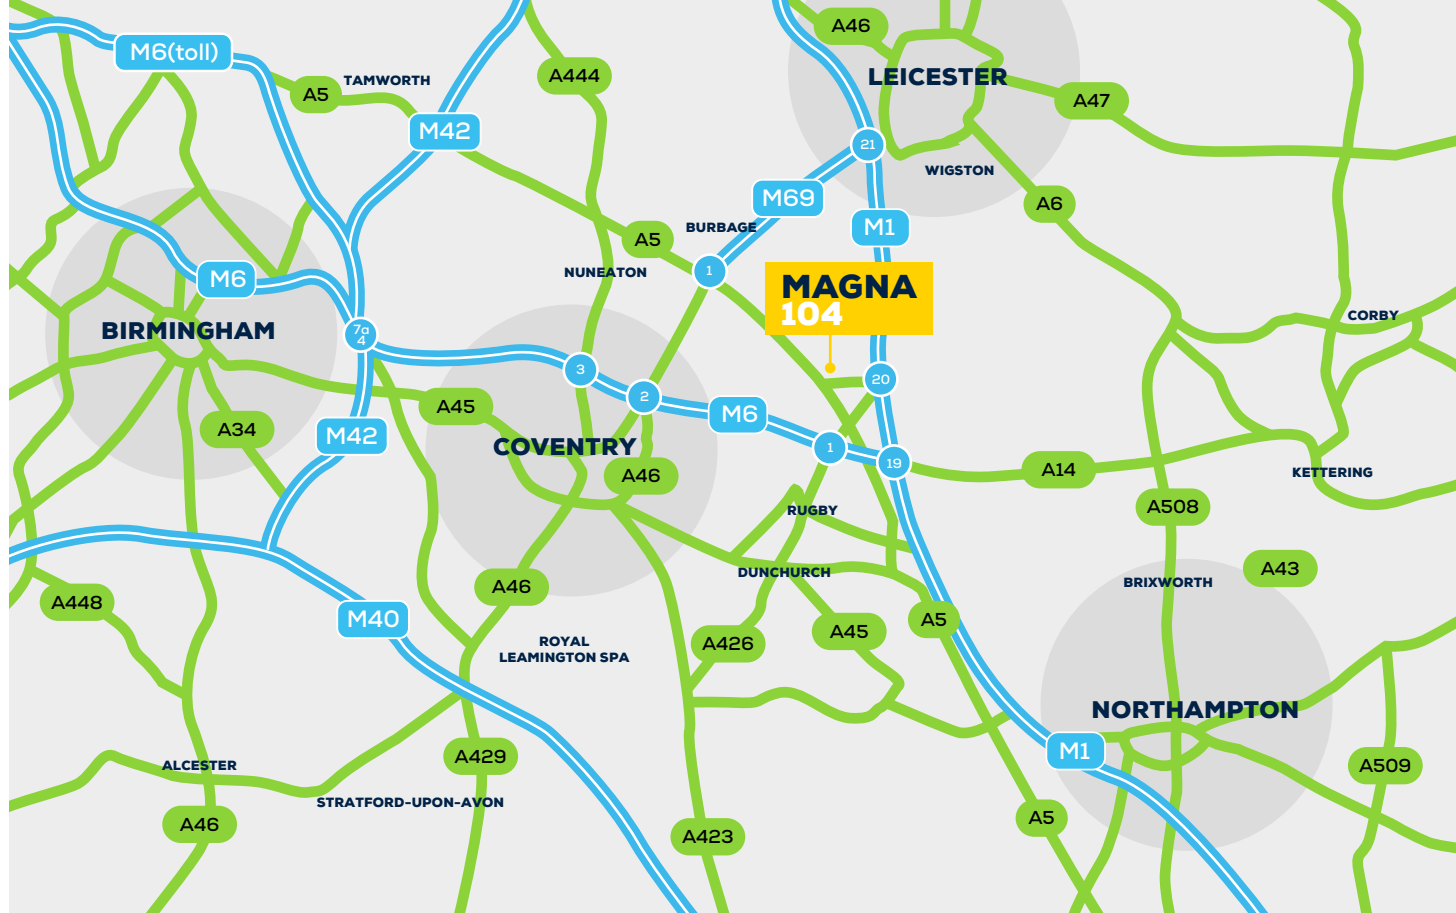 A46
M6(toll)
LEICESTER
A444
TAMWORTH
A5
A47
M42
21
WIGSTON
M69
A6
BURBAGE
M1
A5
1
NUNEATON
M6
MAGNA
104
CORBY
BIRMINGHAM
7a
4
3
20
2
A45
M6
A34
M42
COVENTRY
1
19
A14
KETTERING
A46
RUGBY
A508
DUNCHURCH
A43
BRIXWORTH
A46
A448
M40
A5
A45
A426
ROYAL
LEAMINGTON SPA
NORTHAMPTON
M1
A429
ALCESTER
A509
STRATFORD-UPON-AVON
A46
A5
A423